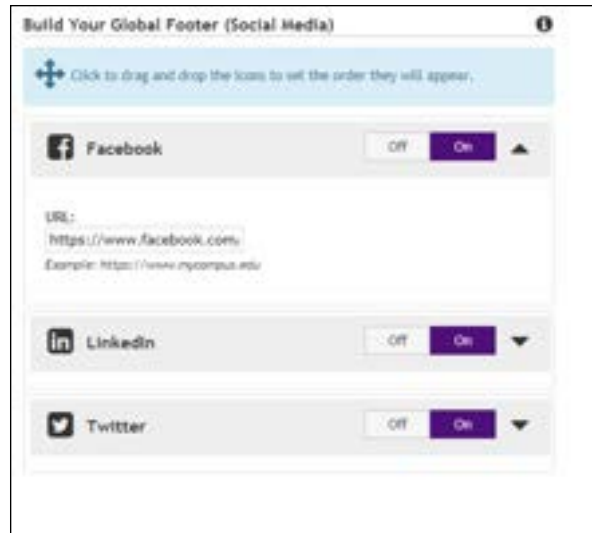 Build Your Global Footer (Social Media)
Click to drag and drop the icons to set the order they will appear.
Facebook Off On
URL:
https://www.facebook.com/
Example: https://www.mycampus.edu
LinkedIn Off On
Twitter Off On